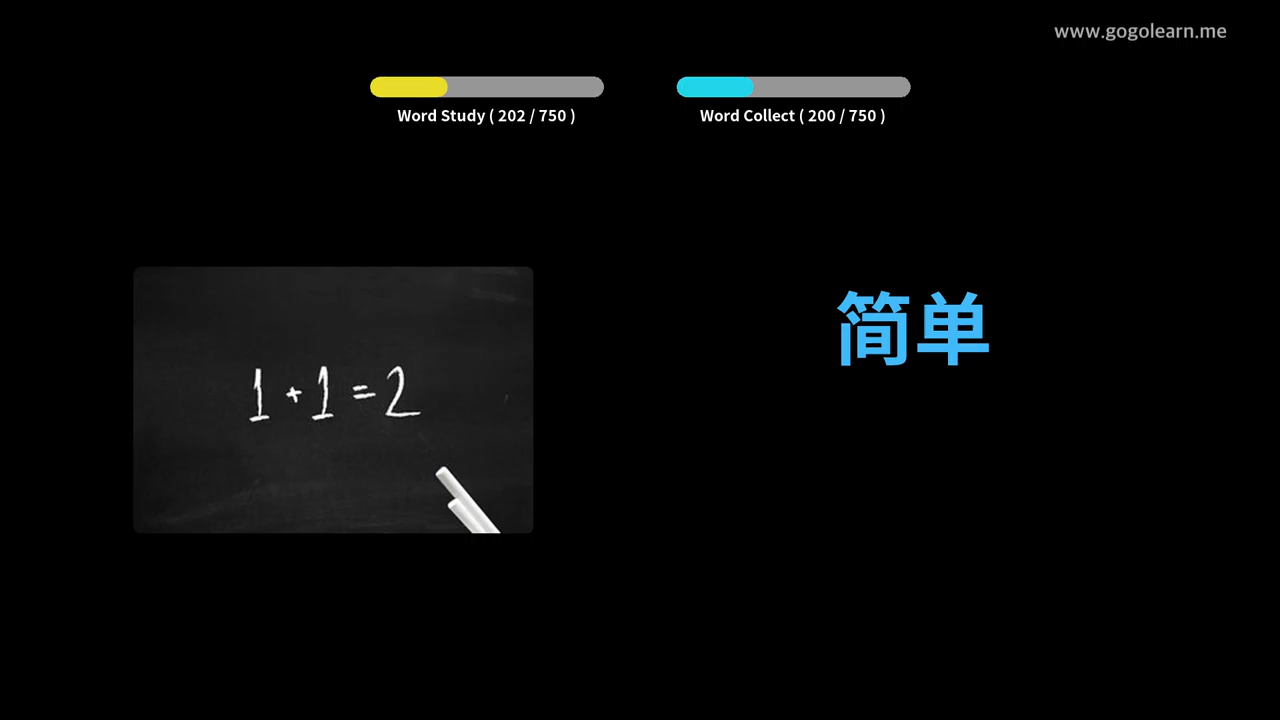 www.gogolearn.me
Word Study ( 202 / 750 )
Word Collect ( 200 / 750 )
简单
1 + 1 = 2